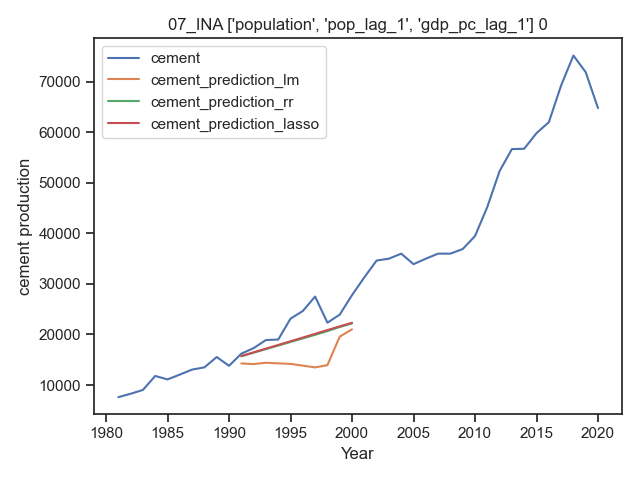 07_INA ['population', 'pop_lag_1', 'gdp_pc_lag_1'] 0
cement
cement_prediction_lm
cement_prediction_rr
cement_prediction_lasso
70000
60000
50000
40000
30000
20000
10000
cement production
1980 1985 1990 1995 2000 2005 2010 2015 2020
Year